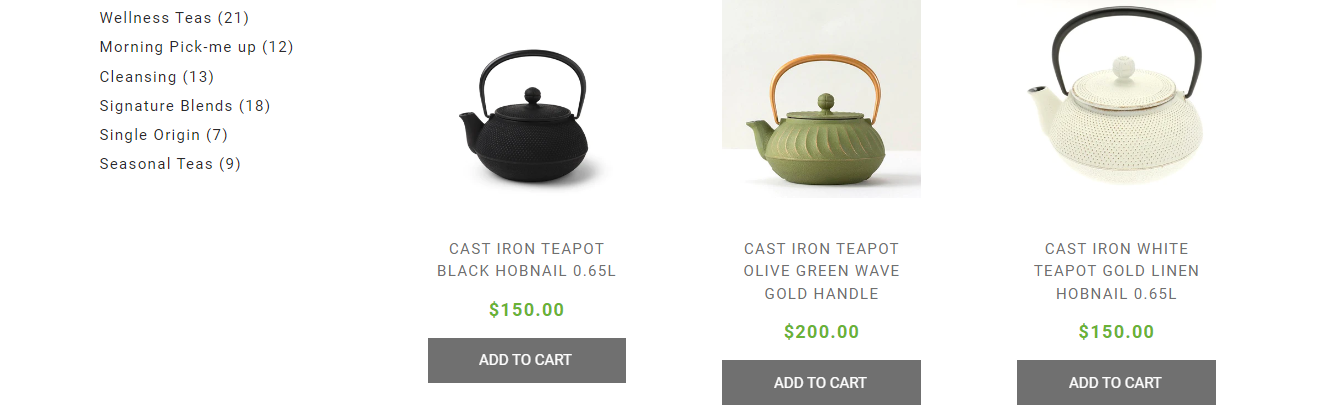 Wellness Teas (21)
Morning Pick-me up (12)
Cleansing (13)
Signature Blends (18)
Single Origin (7)
Seasonal Teas (9)
CAST IRON TEAPOT
BLACK HOBNAIL 0.65L
$150.00
ADD TO CART
CAST IRON TEAPOT
OLIVE GREEN WAVE
GOLD HANDLE
$200.00
ADD TO CART
CAST IRON WHITE
TEAPOT GOLD LINEN
HOBNAIL 0.65L
$150.00
ADD TO CART